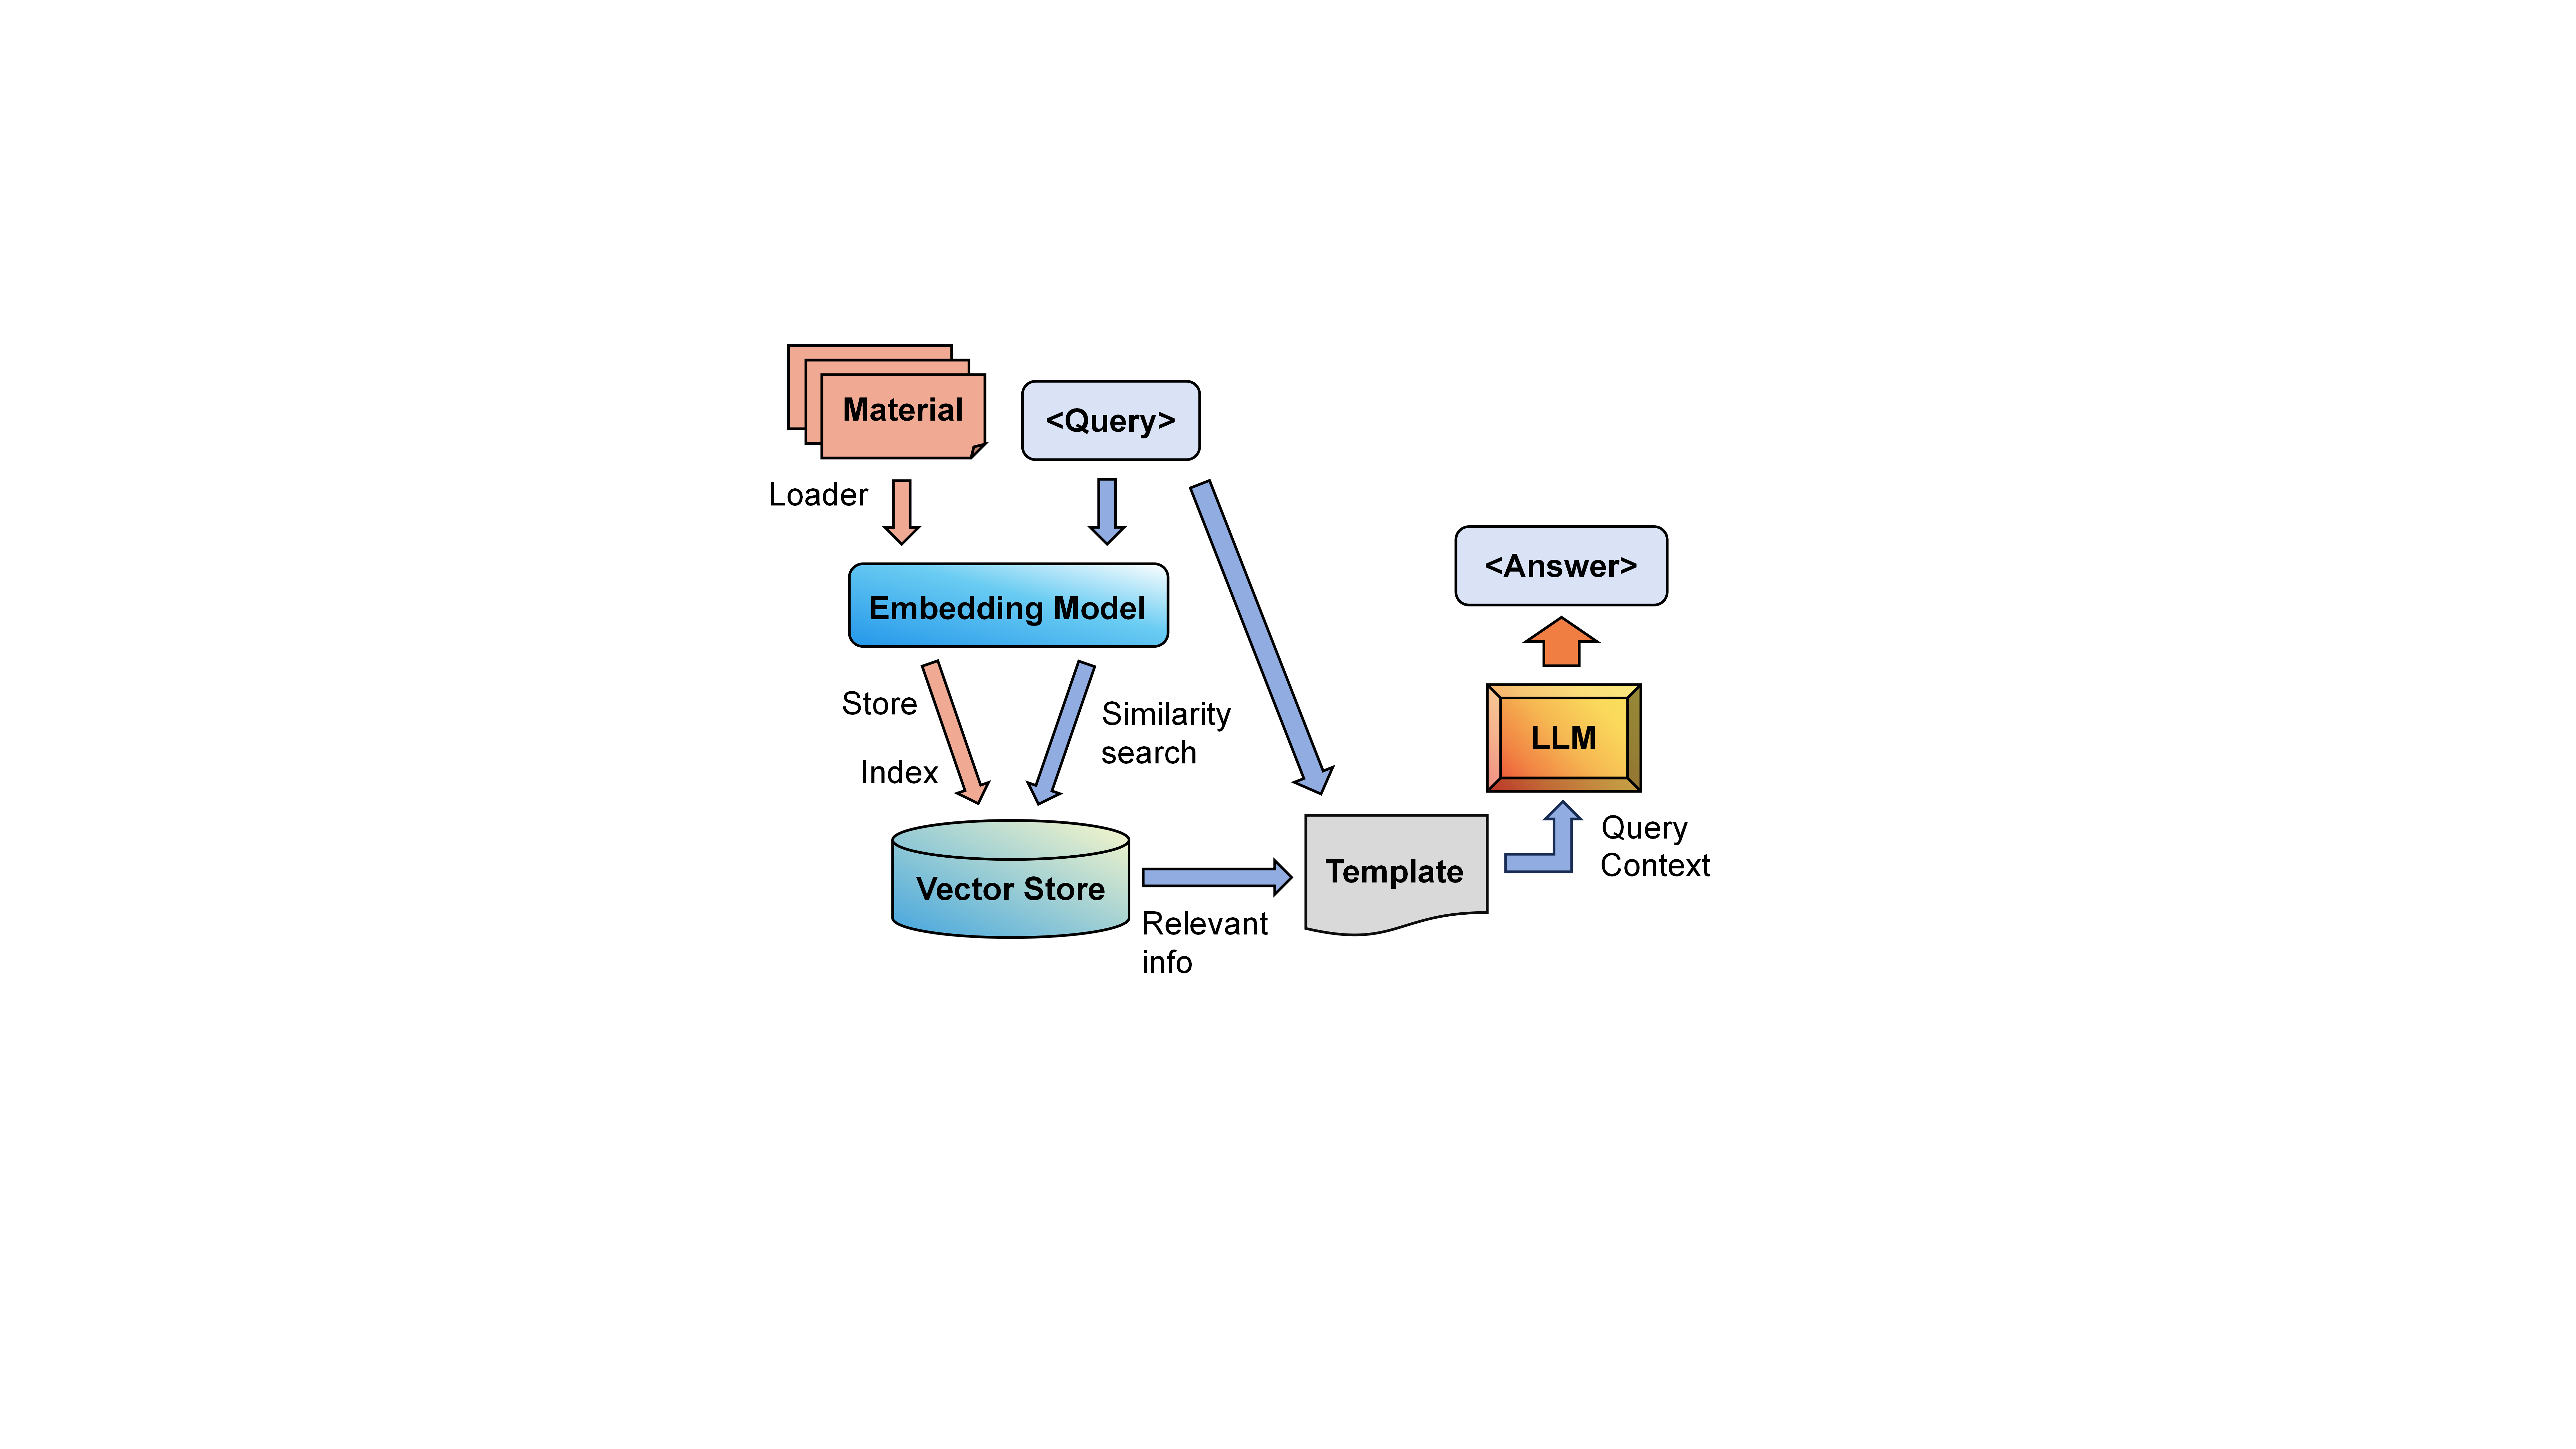 Material
<Query>
Loader
<Answer>
Embedding Model
Store
Similarity
search
Index
LLM
Query
Context
Vector Store
Template
Relevant
info